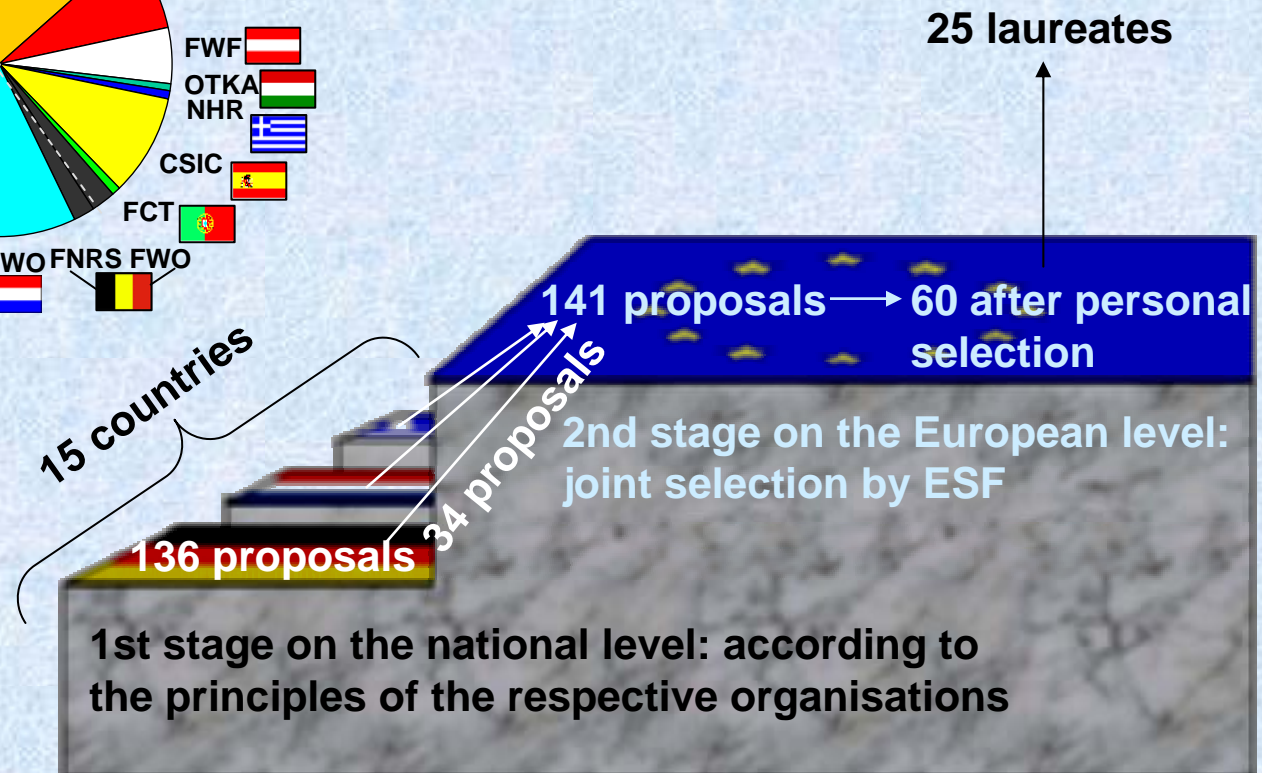 25 laureates
FWF
OTKA
NHR
CSIC
FCT
WO
FNRS FWO
15 countries
141 proposals
60 after personal
selection
34 proposals
136 proposals
2nd stage on the European level:
joint selection by ESF
1st stage on the national level: according to
the principles of the respective organisations